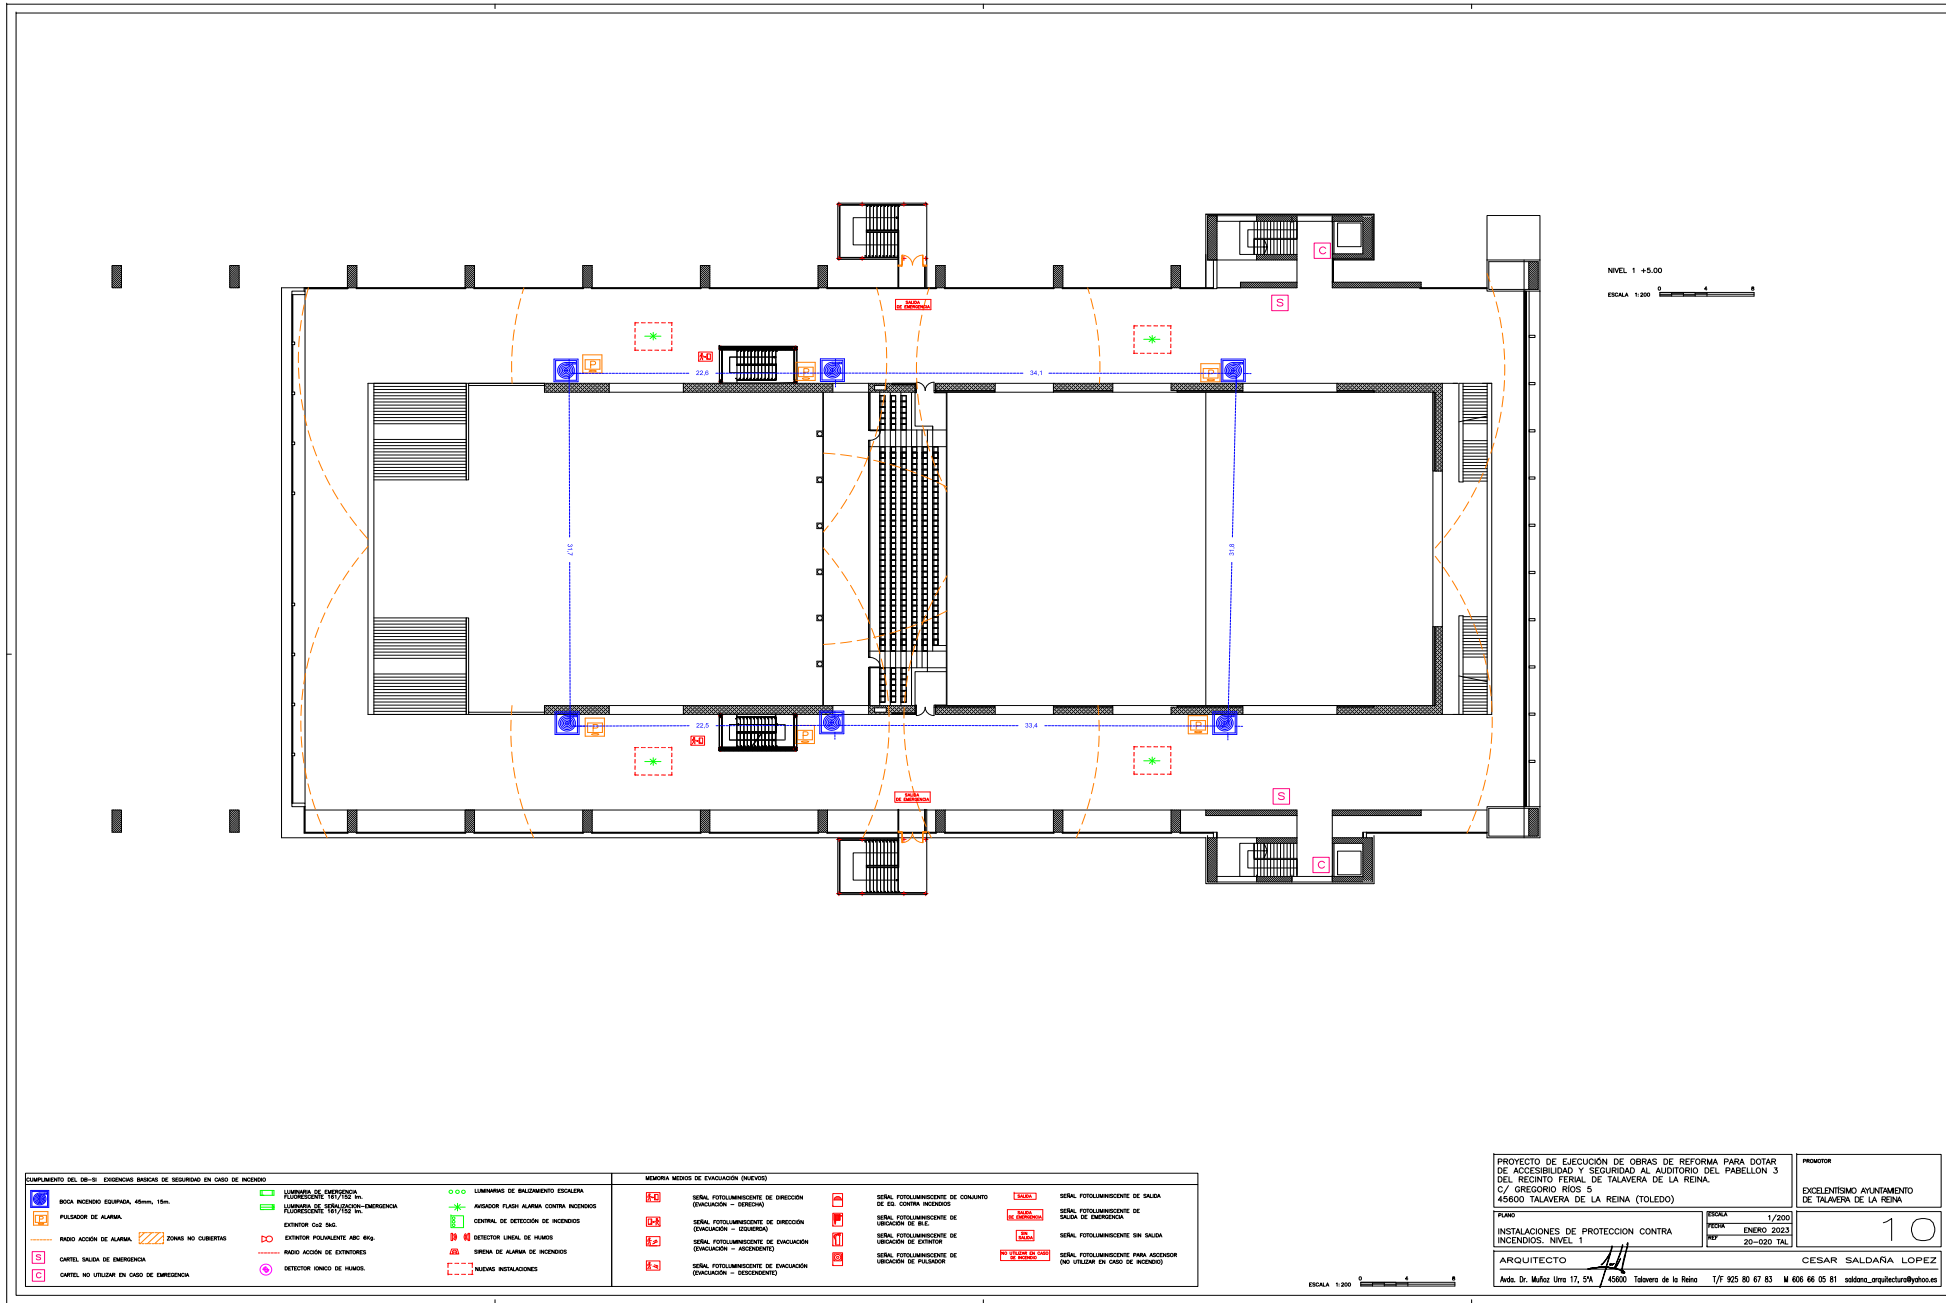 NIVEL 1 +5.00
ESCALA 1:200
0 4 8
C
S
SALIDA
DE EMERGENCIA
P
22,6
P
34,1
P
31,7
31,8
P
22,5
P
33,4
P
SALIDA
DE EMERGENCIA
S
C
CUMPLIMIENTO DEL DB-SI EXIGENCIAS BASICAS DE SEGURIDAD EN CASO DE INCENDIO
BOCA INCENDIO EQUIPADA, 45mm, 15m.
P PULSADOR DE ALARMA.
RADIO ACCIÓN DE ALARMA.
ZONAS NO CUBIERTAS
S CARTEL SALIDA DE EMERGENCIA
C CARTEL NO UTILIZAR EN CASO DE EMREGENCIA
LUMINARIA DE EMERGENCIA
FLUORESCENTE 161/152 lm.
LUMINARIA DE SEÑALIZACION-EMERGENCIA
FLUORESCENTE 161/152 lm.
EXTINTOR Co2 5kG.
EXTINTOR POLIVALENTE ABC 6Kg.
RADIO ACCIÓN DE EXTINTORES
DETECTOR IONICO DE HUMOS.
LUMINARIAS DE BALIZAMIENTO ESCALERA
AVISADOR FLASH ALARMA CONTRA INCENDIOS
CENTRAL DE DETECCIÓN DE INCENDIOS
DETECTOR LINEAL DE HUMOS
SIRENA DE ALARMA DE INCENDIOS
NUEVAS INSTALACIONES
MEMORIA MEDIOS DE EVACUACIÓN (NUEVOS)
SEÑAL FOTOLUMINISCENTE DE DIRECCIÓN
(EVACUACIÓN - DERECHA)
SEÑAL FOTOLUMINISCENTE DE DIRECCIÓN
(EVACUACIÓN - IZQUIERDA)
SEÑAL FOTOLUMINISCENTE DE EVACUACIÓN
(EVACUACIÓN - ASCENDENTE)
SEÑAL FOTOLUMINISCENTE DE EVACUACIÓN
(EVACUACIÓN - DESCENDENTE)
SEÑAL FOTOLUMINISCENTE DE CONJUNTO
DE EQ. CONTRA INCENDIOS
SEÑAL FOTOLUMINISCENTE DE
UBICACIÓN DE BIE.
SEÑAL FOTOLUMINISCENTE DE
UBICACIÓN DE EXTINTOR
SEÑAL FOTOLUMINISCENTE DE
UBICACIÓN DE PULSADOR
SALIDA
SEÑAL FOTOLUMINISCENTE DE SALIDA
SALIDA
DE EMERGENCIA
SEÑAL FOTOLUMINISCENTE DE
SALIDA DE EMERGENCIA
SIN
SALIDA
SEÑAL FOTOLUMINISCENTE SIN SALIDA
NO UTILIZAR EN CASO
DE INCENDIO
SEÑAL FOTOLUMINISCENTE PARA ASCENSOR
(NO UTILIZAR EN CASO DE INCENDIO)
ESCALA 1:200
0 4 8
PROYECTO DE EJECUCIÓN DE OBRAS DE REFORMA PARA DOTAR
DE ACCESIBILIDAD Y SEGURIDAD AL AUDITORIO DEL PABELLON 3
DEL RECINTO FERIAL DE TALAVERA DE LA REINA.
C/ GREGORIO RÍOS 5
45600 TALAVERA DE LA REINA (TOLEDO)
PROMOTOR
EXCELENTÍSIMO AYUNTAMIENTO
DE TALAVERA DE LA REINA
PLANO
INSTALACIONES DE PROTECCION CONTRA
INCENDIOS. NIVEL 1
ESCALA 1/200
FECHA ENERO 2023
REF 20-020 TAL
10
ARQUITECTO
CESAR SALDAÑA LOPEZ
Avda. Dr. Muñoz Urra 17, 5ºA 45600 Talavera de la Reina T/F 925 80 67 83 M 606 66 05 81 saldana_arquitectura@yahoo.es